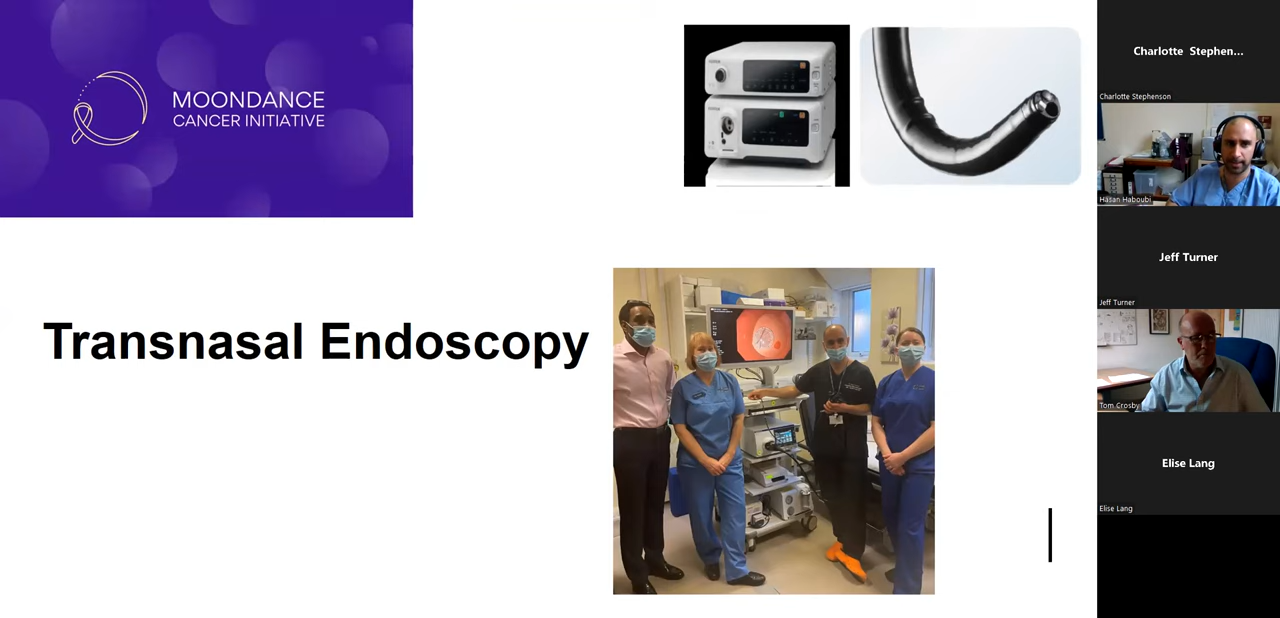 MOONDANCE
CANCER INITIATIVE
Transnasal Endoscopy
Charlotte Stephen...
Charlotte Stephenson
Hasan Haboubi
Jeff Turner
Jeff Turner
Tom Crosby
Elise Lang
Elise Lang